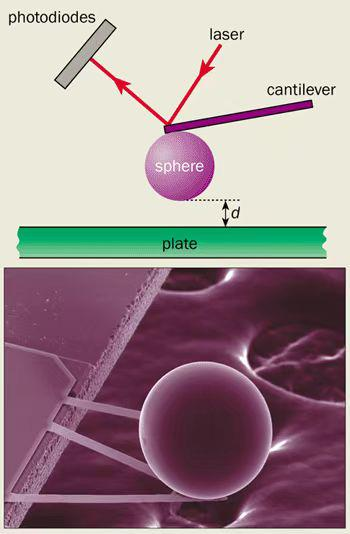 photodiodes
laser
cantilever
sphere
d
plate